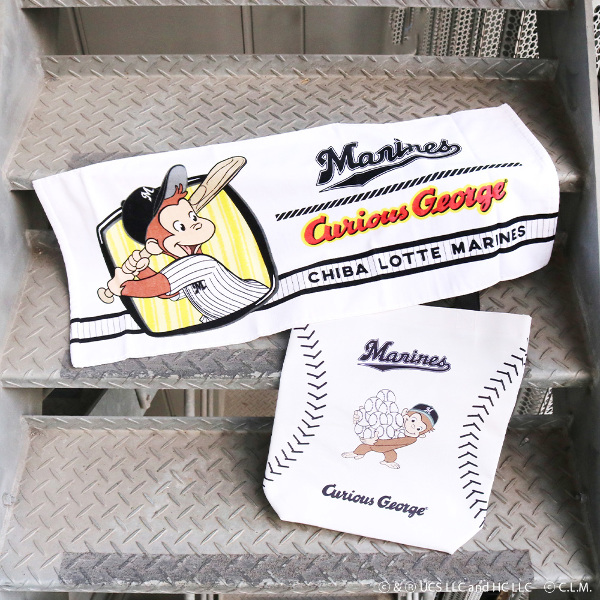 Marines
Curious George
CHIBA LOTTE MARINES
M
M
Marines
Curious George
© & ® UCS LLC and HC LLC © C.L.M.